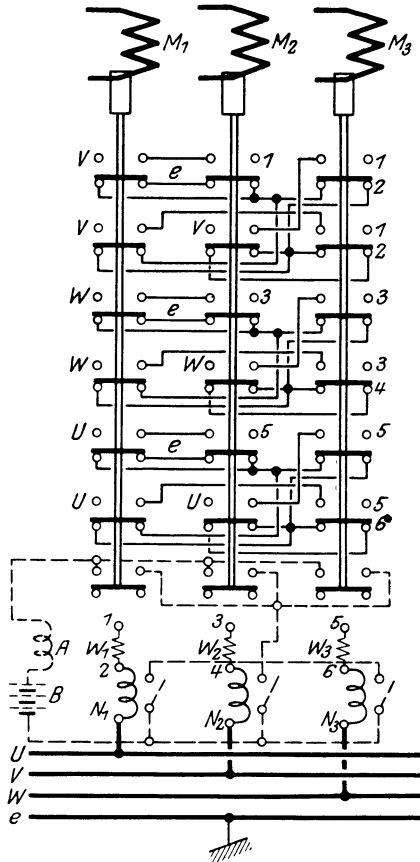 M1 M2 M3
V e 1 1
2
V V 1
2
W e 3 3
W W 3
4
U e 5 5
U U 5
6
A
B
1 3 5
W1 W2 W3
2 4 6
N1 N2 N3
U
V
W
e